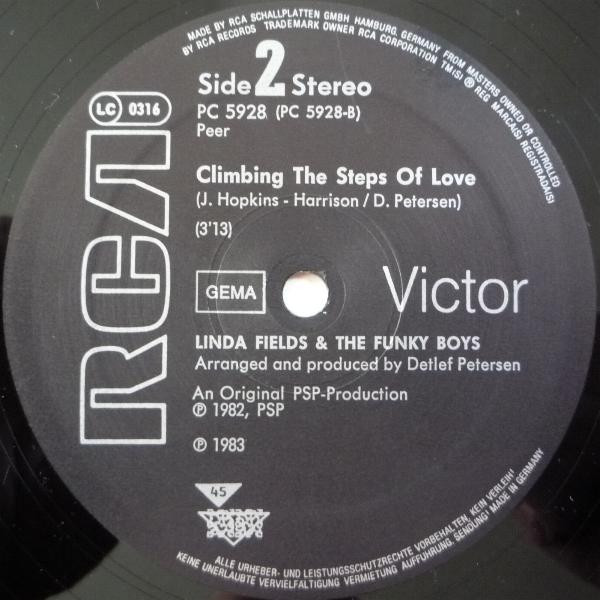 MADE BY RCA SCHALLPLATTEN GMBH HAMBURG, GERMANY FROM MASTERS OWNED OR CONTROLLED
BY RCA RECORDS TRADEMARK OWNER RCA CORPORATION TM(S) ® REG MARCA(S) REGISTRADA(S)
Side 2 Stereo
LC 0316
PC 5928 (PC 5928-B)
Peer
RCA
Climbing The Steps Of Love
(J. Hopkins - Harrison / D. Petersen)
(3'13)
GEMA
Victor
LINDA FIELDS & THE FUNKY BOYS
Arranged and produced by Detlef Petersen
An Original PSP-Production
℗ 1982, PSP
℗ 1983
45
ALLE URHEBER- UND LEISTUNGSSCHUTZRECHTE VORBEHALTEN, KEIN VERLEIH!
KEINE UNERLAUBTE VERVIELFÄLTIGUNG VERMIETUNG AUFFÜHRUNG, SENDUNG. MADE IN GERMANY